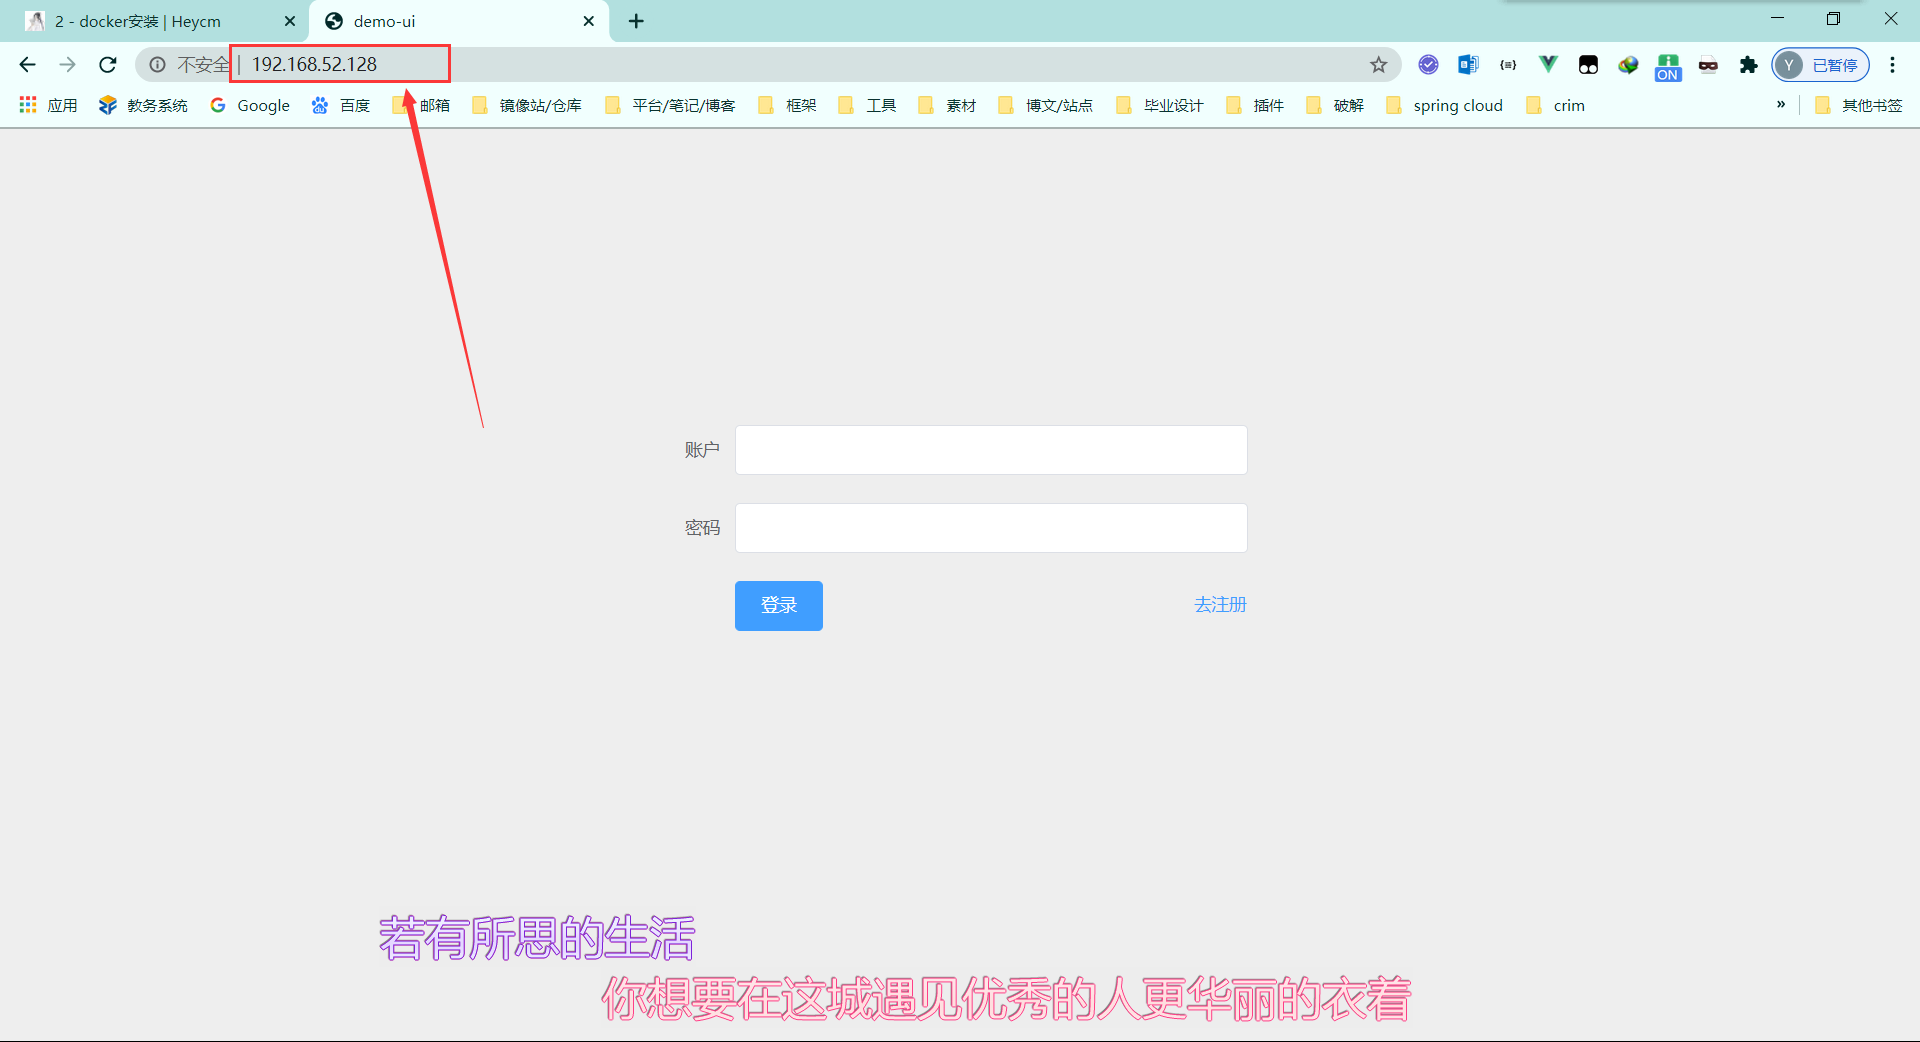 2 - docker安装 | Heycm
demo-ui
不安全 | 192.168.52.128
ON
Y 已暂停
应用 教务系统 Google 百度 邮箱 镜像站/仓库 平台/笔记/博客 框架 工具 素材 博文/站点 毕业设计 插件 破解 spring cloud crim » 其他书签
账户
密码
登录 去注册
若有所思的生活
你想要在这城遇见优秀的人更华丽的衣着